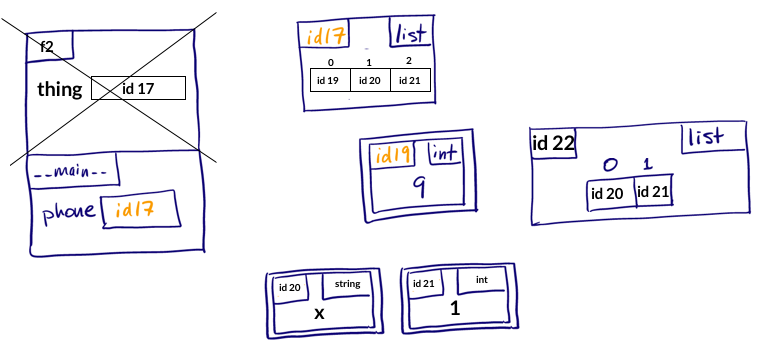 f2
thing id 17
--main--
phone id17
id17 list
0 1 2
id 19 id 20 id 21
id19 int
9
id 22 list
0 1
id 20 id 21
id 20 string
x
id 21 int
1